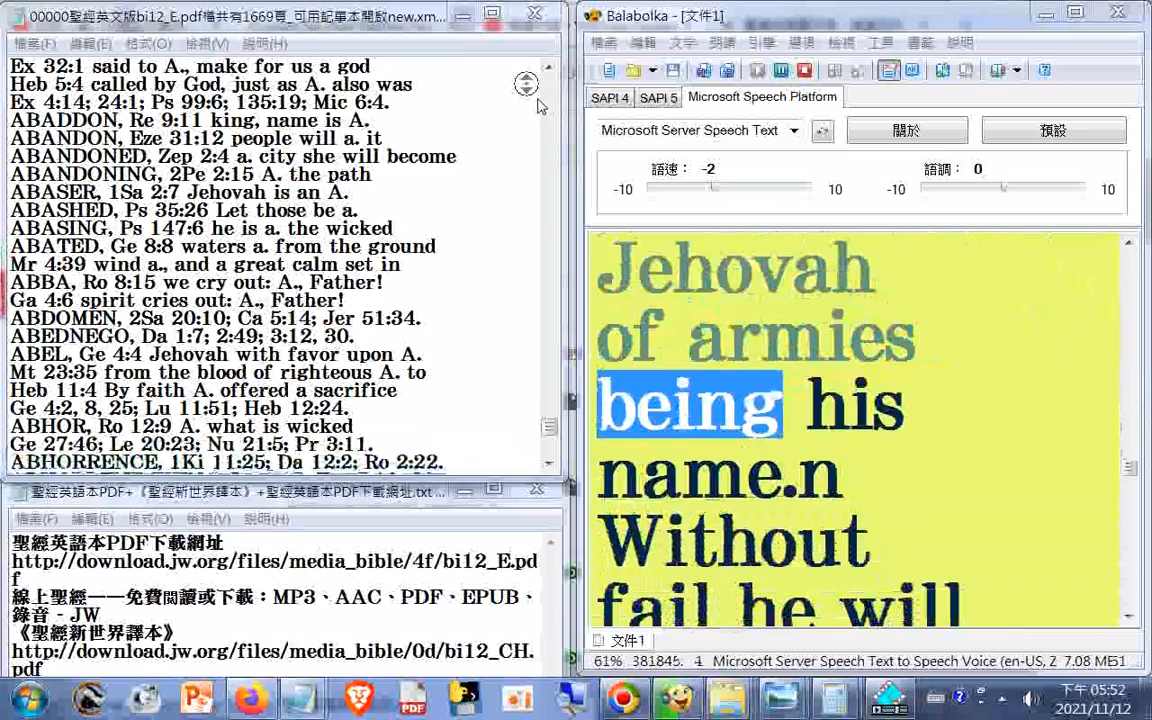 00000聖經英文版bi12_E.pdf檔共有1669頁_可用記事本開啟new.xm...
檔案(F) 編輯(E) 格式(O) 檢視(V) 說明(H)
Ex 32:1 said to A., make for us a god
Heb 5:4 called by God, just as A. also was
Ex 4:14; 24:1; Ps 99:6; 135:19; Mic 6:4.
ABADDON, Re 9:11 king, name is A.
ABANDON, Eze 31:12 people will a. it
ABANDONED, Zep 2:4 a. city she will become
ABANDONING, 2Pe 2:15 A. the path
ABASER, 1Sa 2:7 Jehovah is an A.
ABASHED, Ps 35:26 Let those be a.
ABASING, Ps 147:6 he is a. the wicked
ABATED, Ge 8:8 waters a. from the ground
Mr 4:39 wind a., and a great calm set in
ABBA, Ro 8:15 we cry out: A., Father!
Ga 4:6 spirit cries out: A., Father!
ABDOMEN, 2Sa 20:10; Ca 5:14; Jer 51:34.
ABEDNEGO, Da 1:7; 2:49; 3:12, 30.
ABEL, Ge 4:4 Jehovah with favor upon A.
Mt 23:35 from the blood of righteous A. to
Heb 11:4 By faith A. offered a sacrifice
Ge 4:2, 8, 25; Lu 11:51; Heb 12:24.
ABHOR, Ro 12:9 A. what is wicked
Ge 27:46; Le 20:23; Nu 21:5; Pr 3:11.
ABHORRENCE, 1Ki 11:25; Da 12:2; Ro 2:22.
聖經英語本PDF+《聖經新世界譯本》+聖經英語本PDF下載網址.txt ...
檔案(F) 編輯(E) 格式(O) 檢視(V) 說明(H)
聖經英語本PDF下載網址
http://download.jw.org/files/media_bible/4f/bi12_E.pd
f
線上聖經——免費閱讀或下載：MP3、AAC、PDF、EPUB、
錄音 - JW
《聖經新世界譯本》
http://download.jw.org/files/media_bible/0d/bi12_CH.
pdf
Balabolka - [文件1]
檔案 編輯 文字 朗讀 引擎 選項 檢視 工具 書籤 說明
SAPI 4 SAPI 5 Microsoft Speech Platform
Microsoft Server Speech Text 關於 預設
語速： -2 語調： 0
-10 10 -10 10
Jehovah
of armies
being his
name.n
Without
fail he will
文件1
61% 381845. 4 Microsoft Server Speech Text to Speech Voice (en-US, Z 7.08 ME51
下午 05:52
2021/11/12